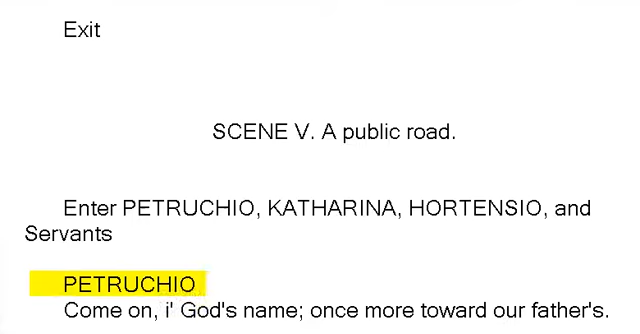 Exit
SCENE V. A public road.
Enter PETRUCHIO, KATHARINA, HORTENSIO, and
Servants
PETRUCHIO
Come on, i' God's name; once more toward our father's.